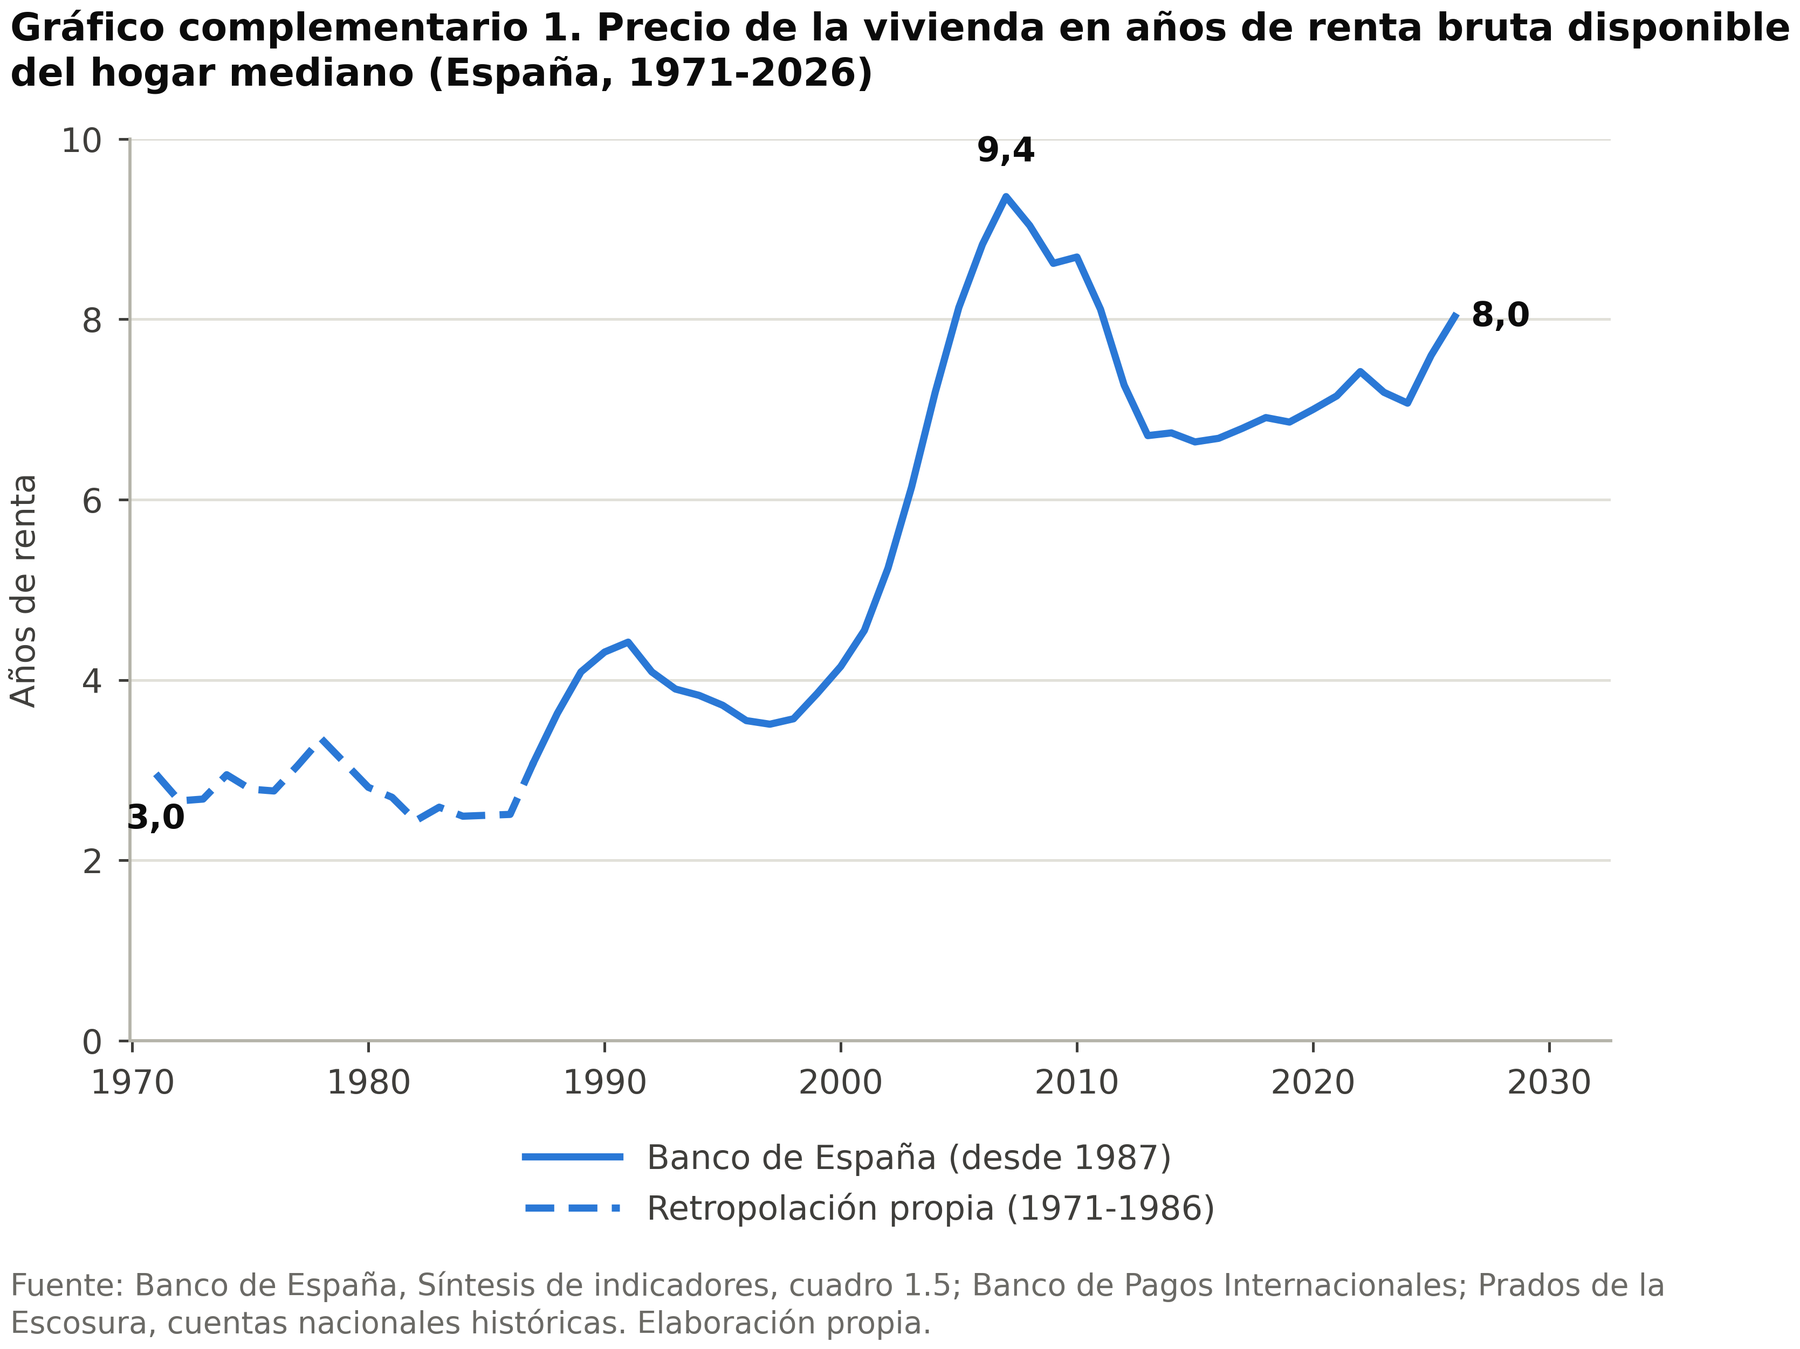 Gráfico complementario 1. Precio de la vivienda en años de renta bruta disponible
del hogar mediano (España, 1971-2026)
10
9,4
8
8,0
6
Años de renta
4
3,0
2
0
1970
1980
1990
2000
2010
2020
2030
Banco de España (desde 1987)
Retropolación propia (1971-1986)
Fuente: Banco de España, Síntesis de indicadores, cuadro 1.5; Banco de Pagos Internacionales; Prados de la
Escosura, cuentas nacionales históricas. Elaboración propia.